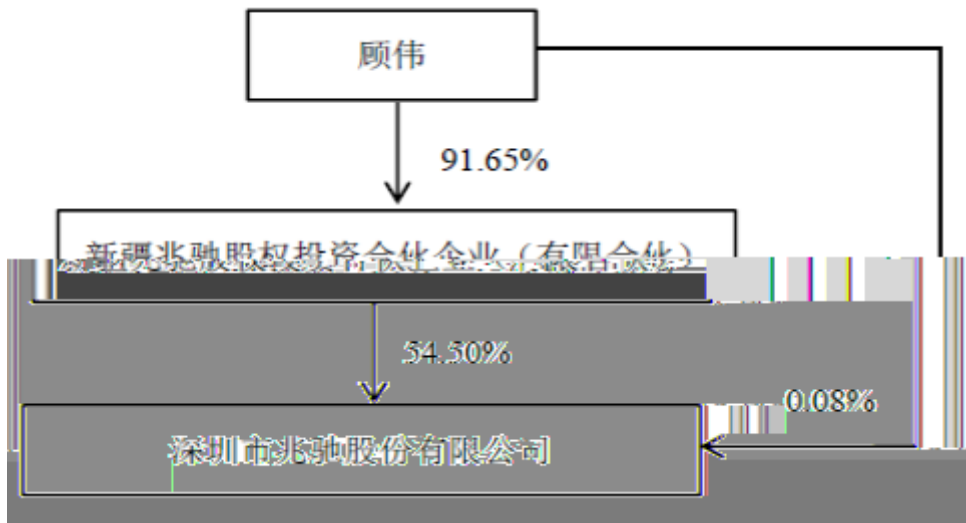 顾伟
91.65%
新疆兆驰股权投资合伙企业（有限合伙）
54.50%
0.08%
深圳市兆驰股份有限公司